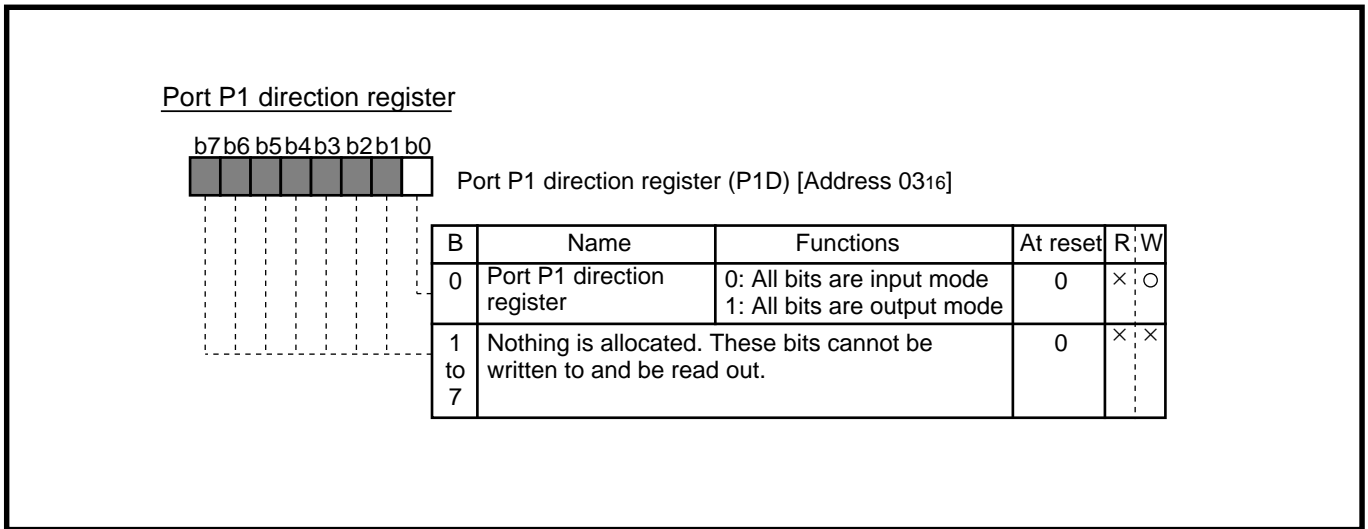 Port P1 direction register
b7 b6 b5 b4 b3 b2 b1 b0
Port P1 direction register (P1D) [Address 0316]
B Name Functions At reset R W
0 Port P1 direction register 0: All bits are input mode 0 × ○
1: All bits are output mode
1 to 7 Nothing is allocated. These bits cannot be 0 × ×
written to and be read out.